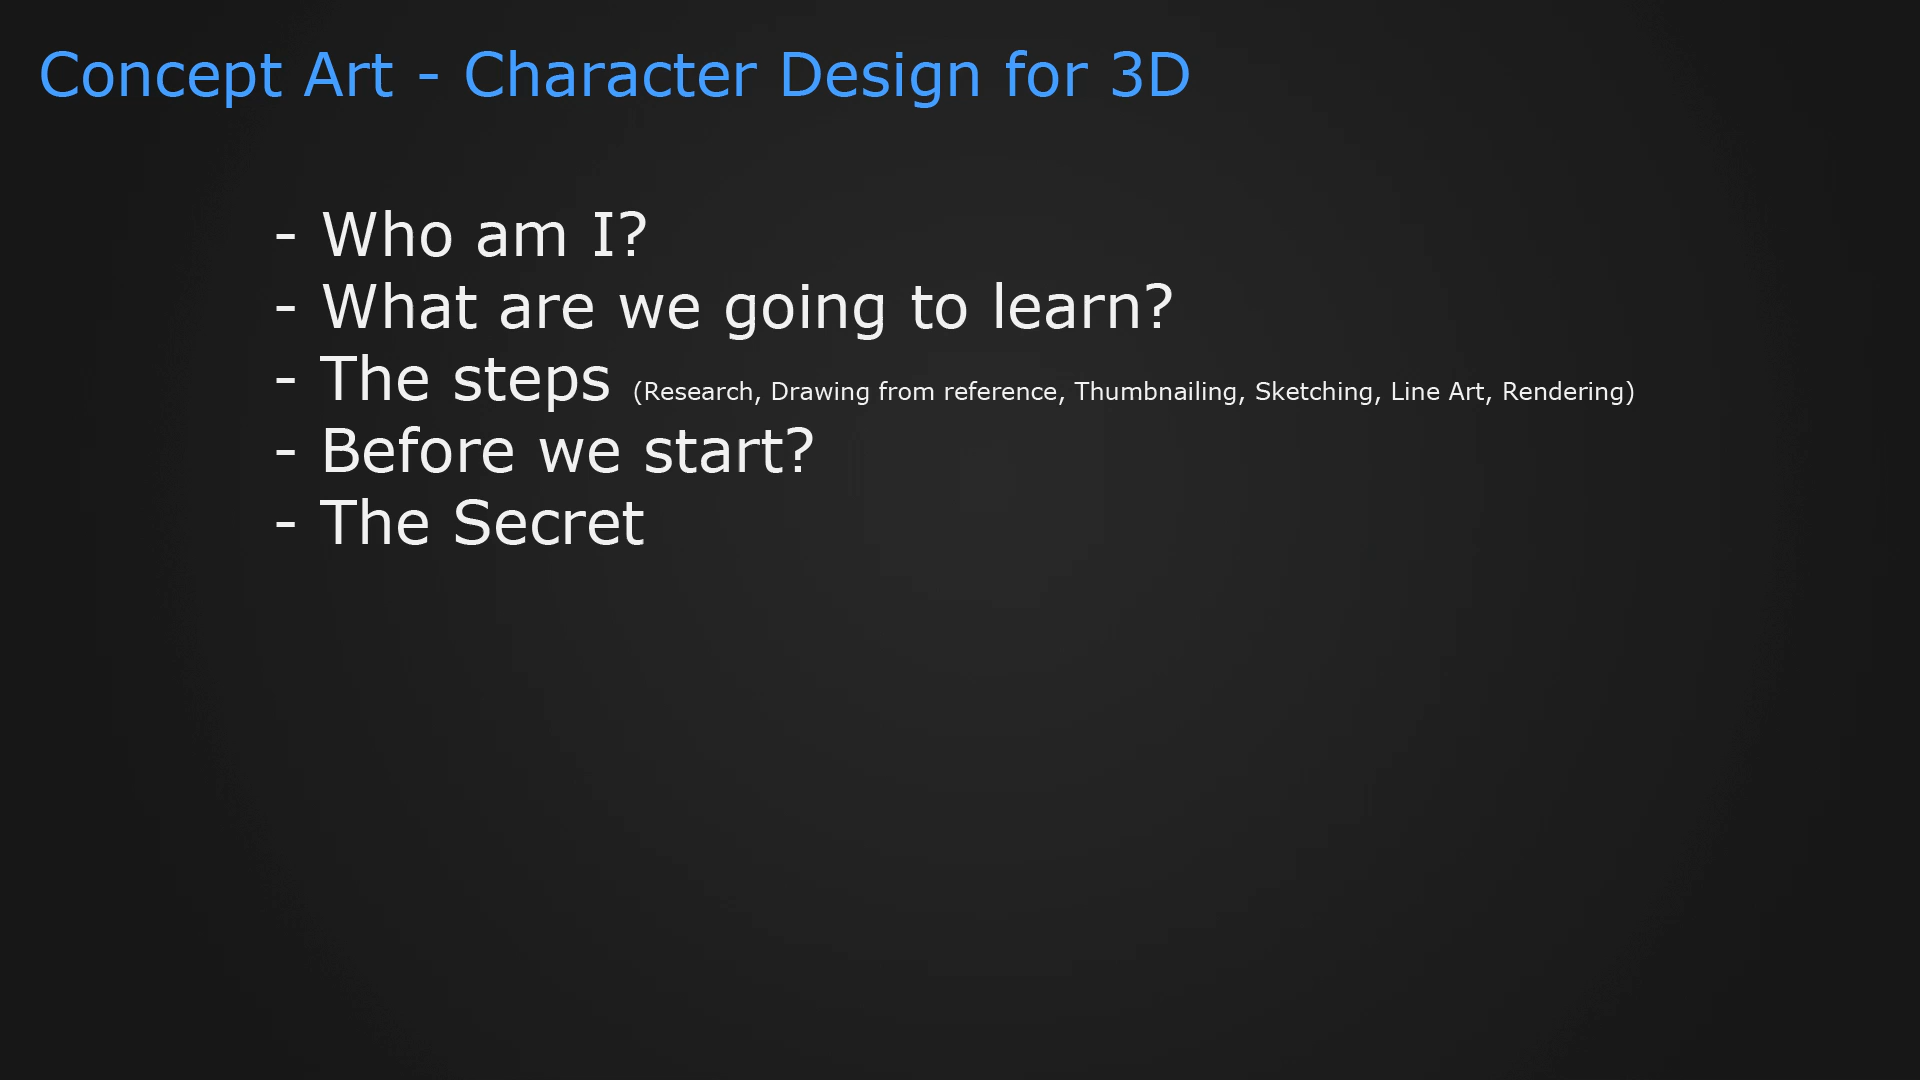 Concept Art - Character Design for 3D
- Who am I?
- What are we going to learn?
- The steps (Research, Drawing from reference, Thumbnailing, Sketching, Line Art, Rendering)
- Before we start?
- The Secret